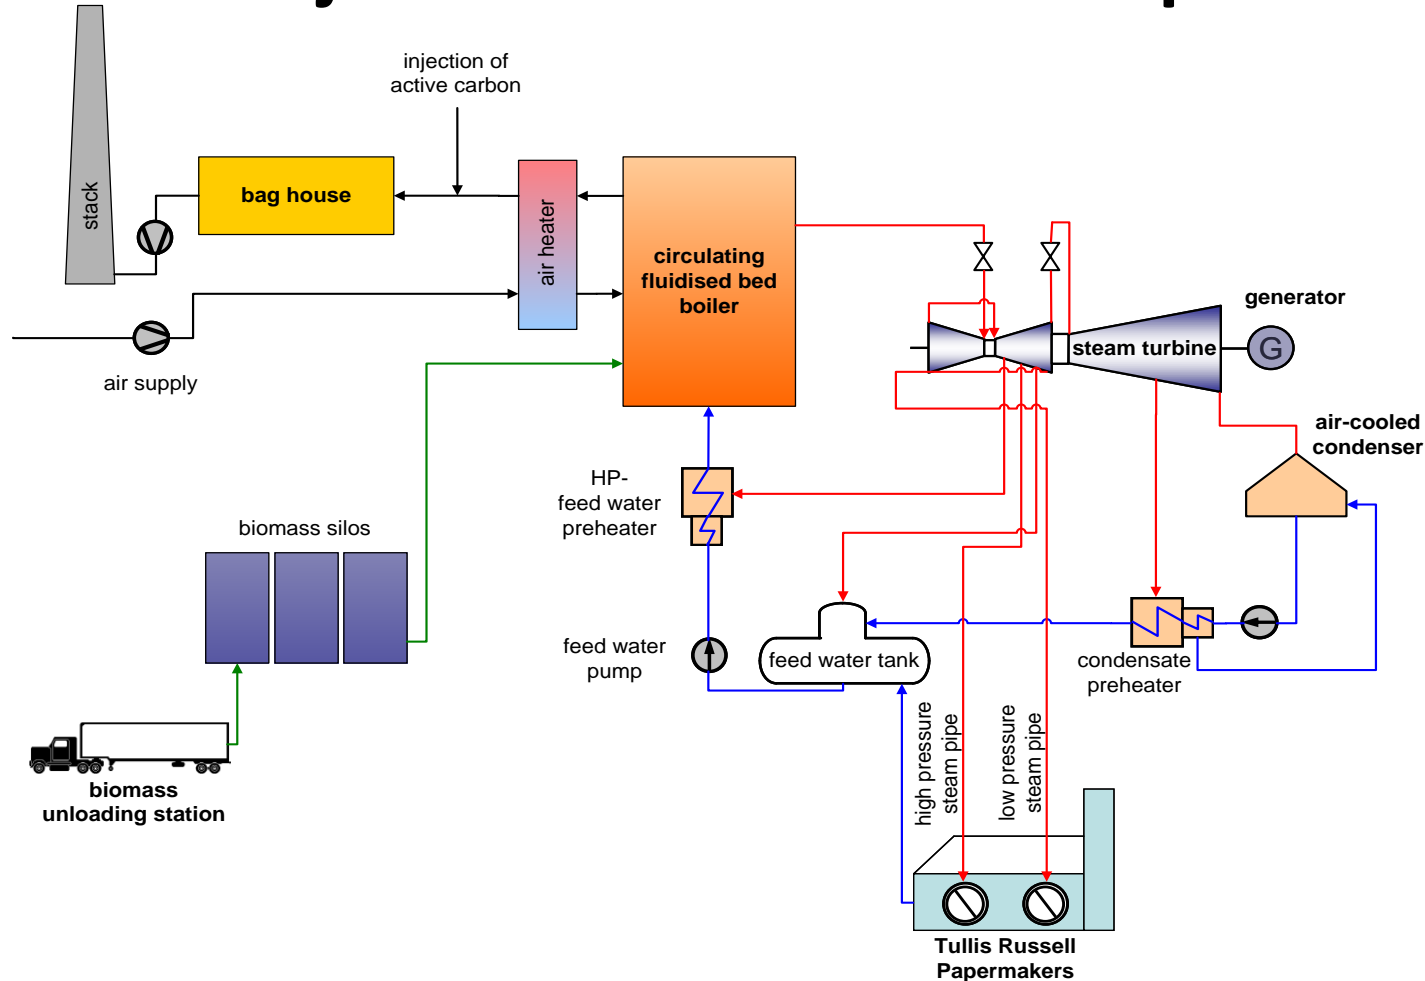 injection of
active carbon
stack
bag house
air heater
circulating
fluidised bed
boiler
generator
steam turbine
G
air supply
air-cooled
condenser
HP-
feed water
preheater
biomass silos
feed water
pump
feed water tank
condensate
preheater
high pressure
steam pipe
low pressure
steam pipe
biomass
unloading station
Tullis Russell
Papermakers